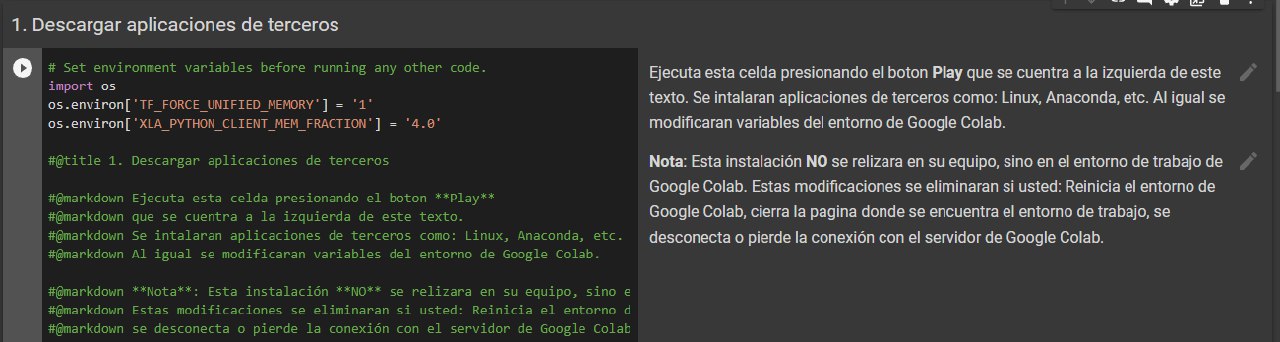 1. Descargar aplicaciones de terceros
# Set environment variables before running any other code.
import os
os.environ['TF_FORCE_UNIFIED_MEMORY'] = '1'
os.environ['XLA_PYTHON_CLIENT_MEM_FRACTION'] = '4.0'
#@title 1. Descargar aplicaciones de terceros
#@markdown Ejecuta esta celda presionando el boton **Play**
#@markdown que se cuentra a la izquierda de este texto.
#@markdown Se intalaran aplicaciones de terceros como: Linux, Anaconda, etc.
#@markdown Al igual se modificaran variables del entorno de Google Colab.
#@markdown **Nota**: Esta instalación **NO** se relizara en su equipo, sino e
#@markdown Estas modificaciones se eliminaran si usted: Reinicia el entorno d
#@markdown se desconecta o pierde la conexión con el servidor de Google Colab
Ejecuta esta celda presionando el boton Play que se cuentra a la izquierda de este
texto. Se intalaran aplicaciones de terceros como: Linux, Anaconda, etc. Al igual se
modificaran variables del entorno de Google Colab.
Nota: Esta instalación NO se relizara en su equipo, sino en el entorno de trabajo de
Google Colab. Estas modificaciones se eliminaran si usted: Reinicia el entorno de
Google Colab, cierra la pagina donde se encuentra el entorno de trabajo, se
desconecta o pierde la conexión con el servidor de Google Colab.